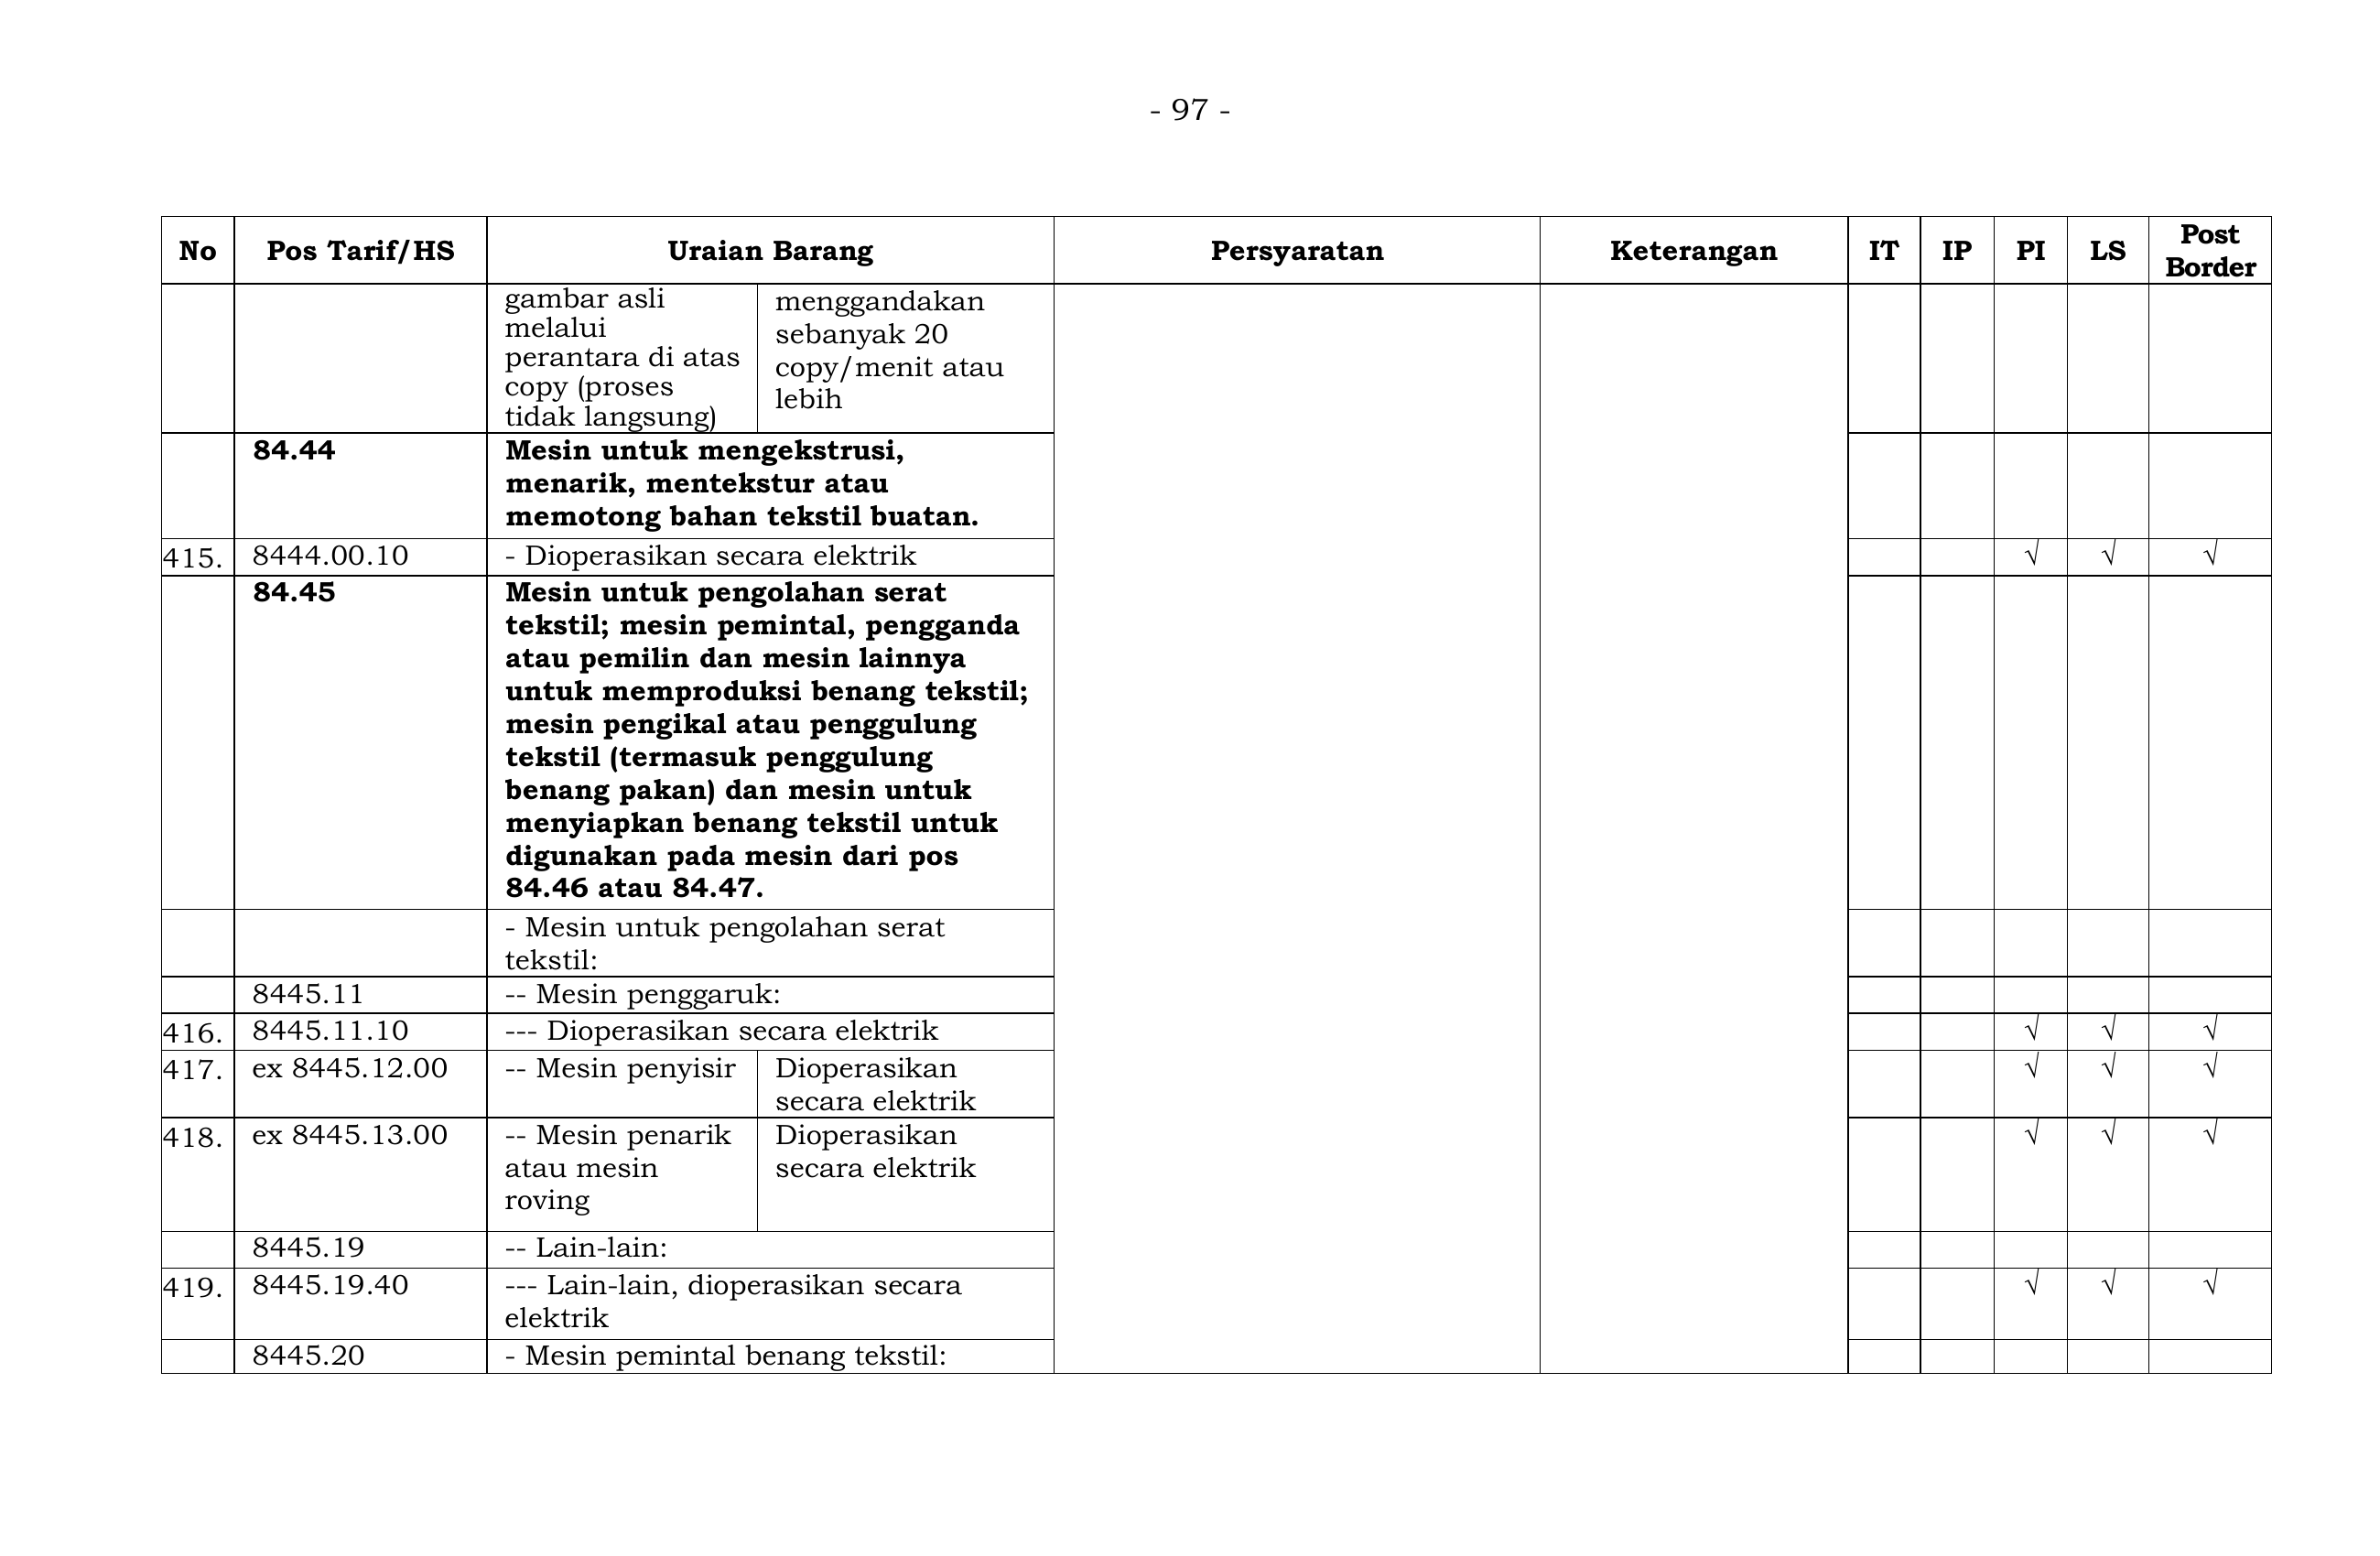 - 97 -
No Pos Tarif/HS Uraian Barang Persyaratan Keterangan IT IP PI LS Post Border
gambar asli
melalui
perantara di atas
copy (proses
tidak langsung)
menggandakan
sebanyak 20
copy/menit atau
lebih
84.44 Mesin untuk mengekstrusi,
menarik, mentekstur atau
memotong bahan tekstil buatan.
415. 8444.00.10 - Dioperasikan secara elektrik √ √ √
84.45 Mesin untuk pengolahan serat
tekstil; mesin pemintal, pengganda
atau pemilin dan mesin lainnya
untuk memproduksi benang tekstil;
mesin pengikal atau penggulung
tekstil (termasuk penggulung
benang pakan) dan mesin untuk
menyiapkan benang tekstil untuk
digunakan pada mesin dari pos
84.46 atau 84.47.
- Mesin untuk pengolahan serat
tekstil:
8445.11 -- Mesin penggaruk:
416. 8445.11.10 --- Dioperasikan secara elektrik √ √ √
417. ex 8445.12.00 -- Mesin penyisir Dioperasikan √ √ √
secara elektrik
418. ex 8445.13.00 -- Mesin penarik Dioperasikan √ √ √
atau mesin secara elektrik
roving
8445.19 -- Lain-lain:
419. 8445.19.40 --- Lain-lain, dioperasikan secara √ √ √
elektrik
8445.20 - Mesin pemintal benang tekstil: